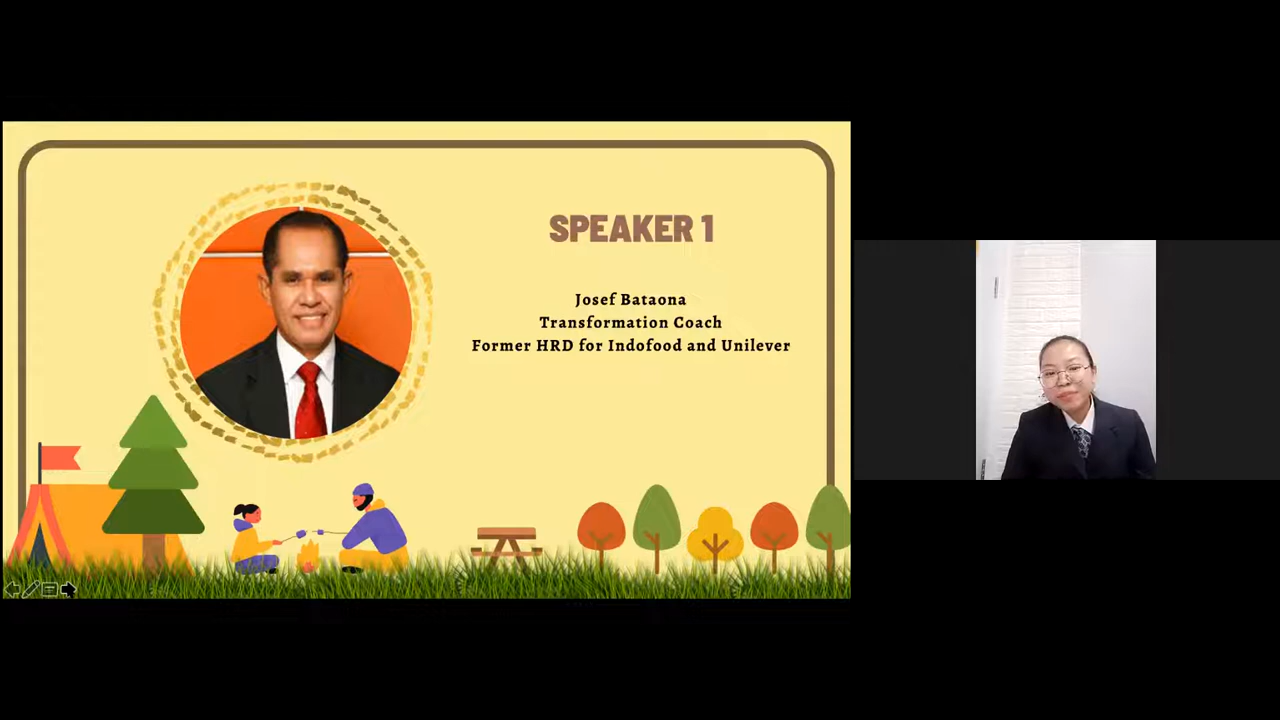 SPEAKER 1
Josef Bataona
Transformation Coach
Former HRD for Indofood and Unilever